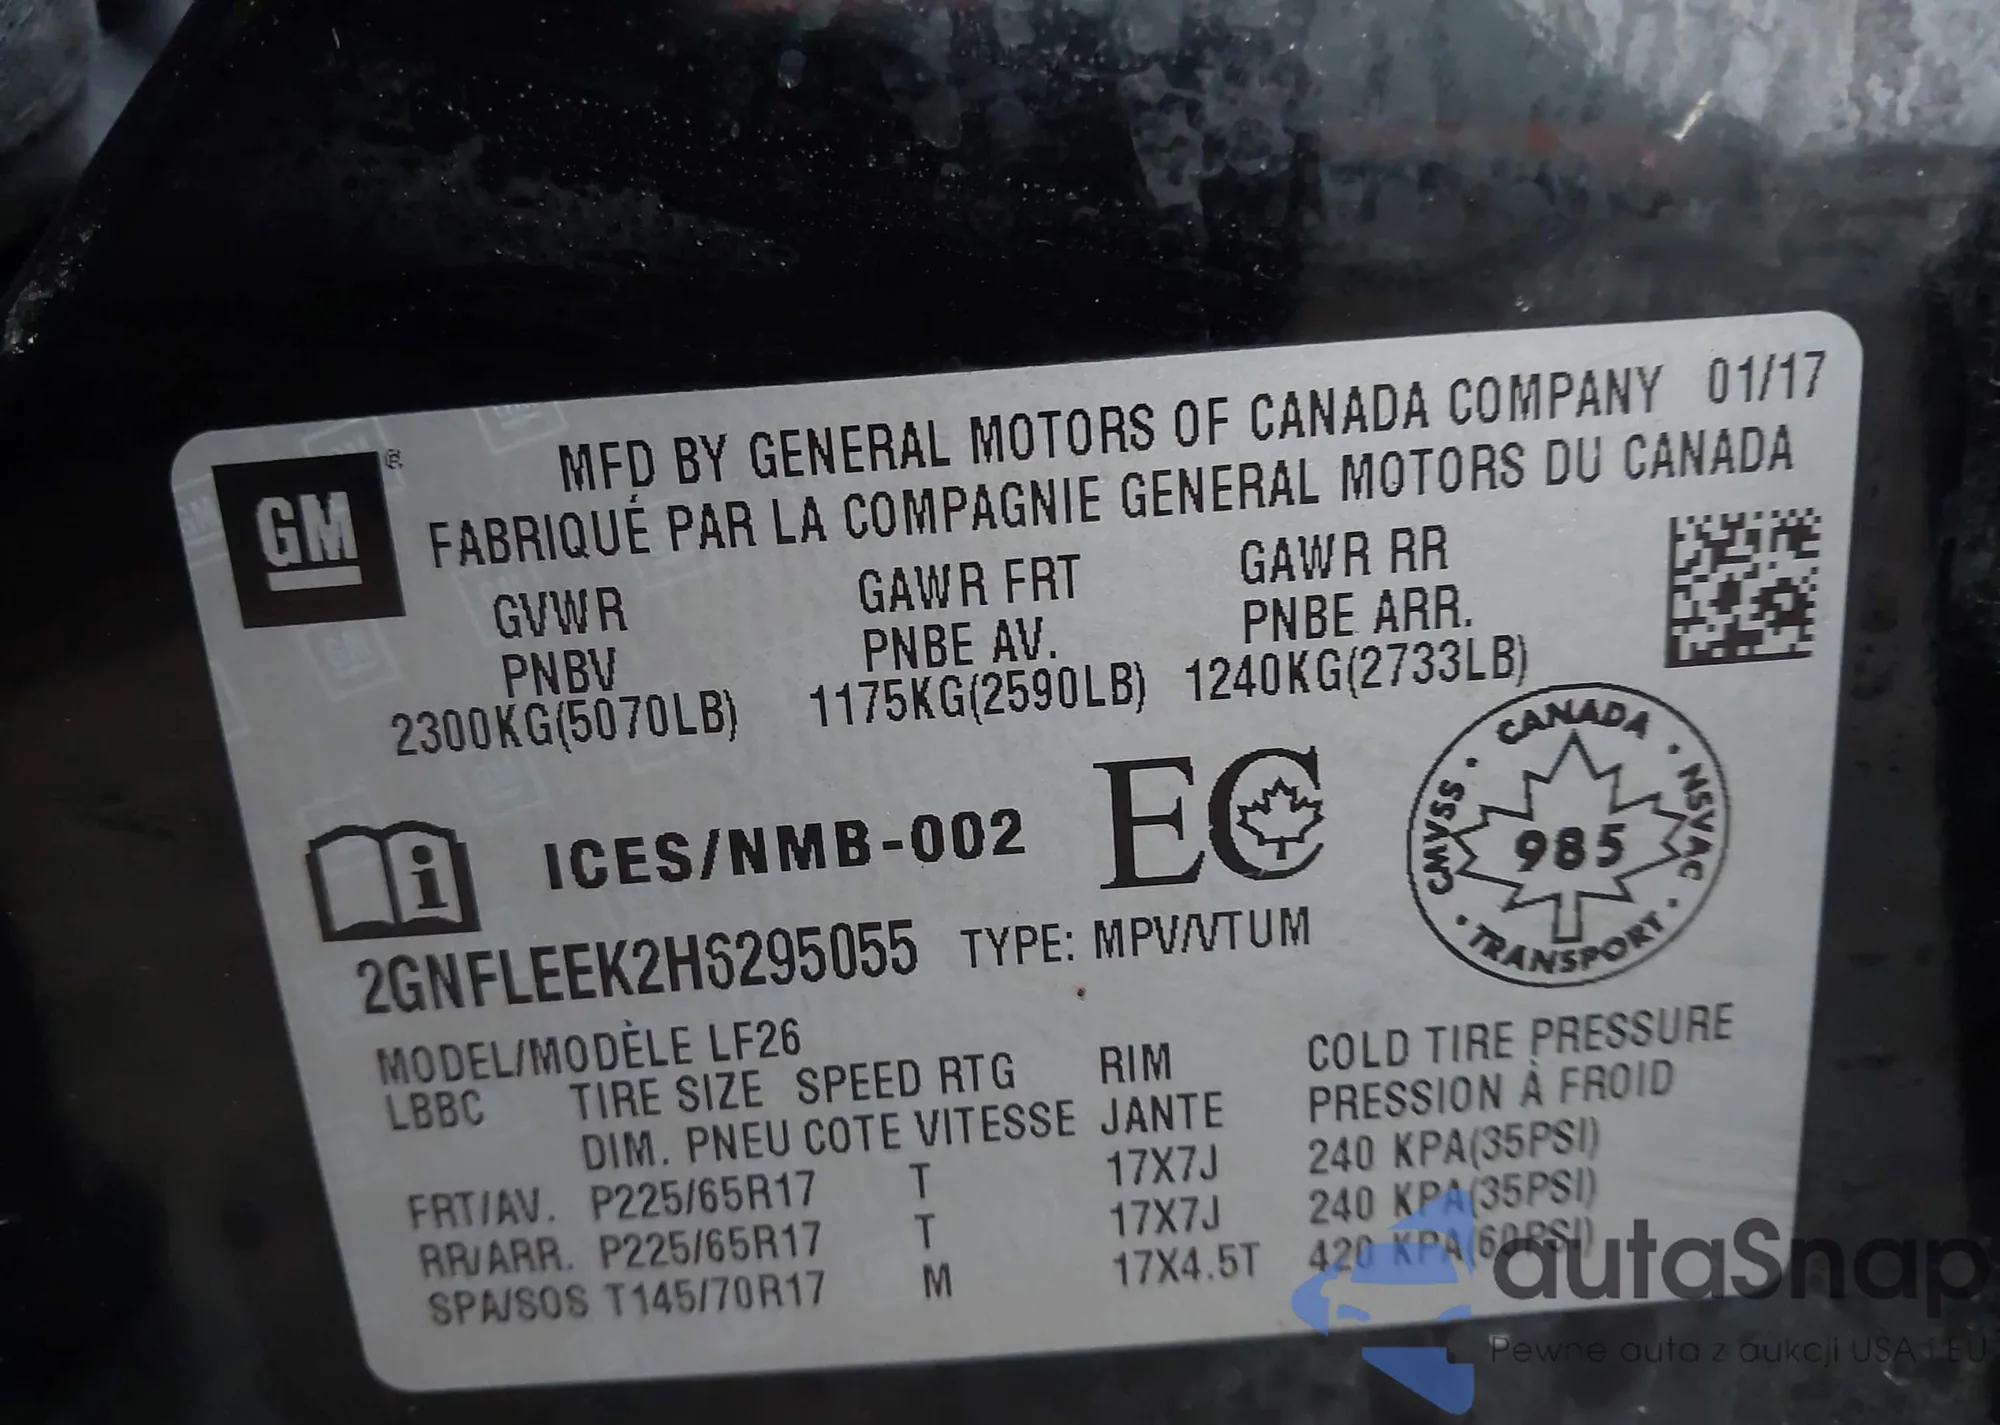 MFD BY GENERAL MOTORS OF CANADA COMPANY 01/17
GM ®
FABRIQUÉ PAR LA COMPAGNIE GENERAL MOTORS DU CANADA
GVWR GAWR FRT GAWR RR
PNBV PNBE AV. PNBE ARR.
2300KG(5070LB) 1175KG(2590LB) 1240KG(2733LB)
ICES/NMB-002 EC
CANADA · NSVAC · TRANSPORT · CMVSS ·
985
2GNFLEEK2H6295055 TYPE: MPV/VTUM
MODEL/MODÈLE LF26
LBBC TIRE SIZE SPEED RTG RIM COLD TIRE PRESSURE
DIM. PNEU COTE VITESSE JANTE PRESSION À FROID
FRT/AV. P225/65R17 T 17X7J 240 KPA(35PSI)
RR/ARR. P225/65R17 T 17X7J 240 KPA(35PSI)
SPA/SOS T145/70R17 M 17X4.5T 420 KPA(60PSI)
autaSnap
Pewne auta z aukcji USA i EU